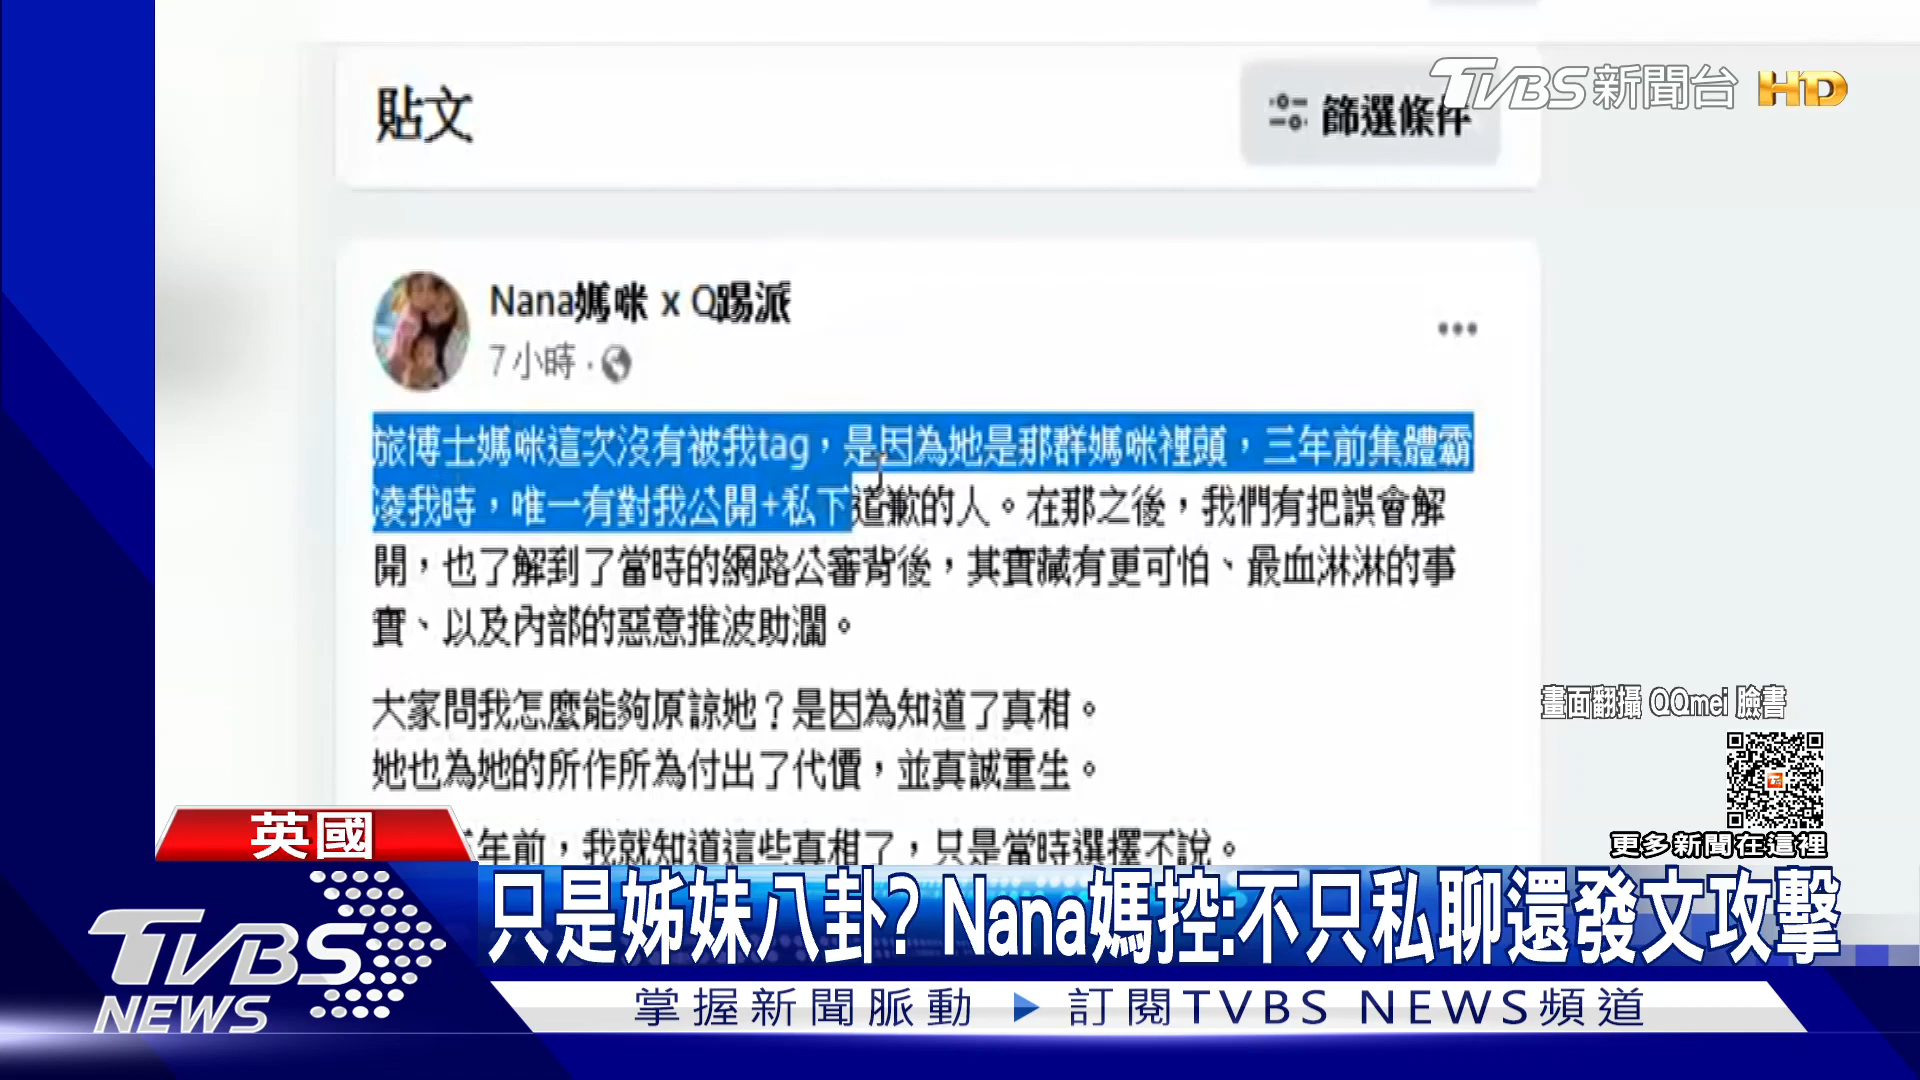 TVBS新聞台 HD
貼文
篩選條件
Nana媽咪 x Q踢派
7 小時 ·
旅博士媽咪這次沒有被我tag，是因為她是那群媽咪裡頭，三年前集體霸
凌我時，唯一有對我公開+私下道歉的人。在那之後，我們有把誤會解
開，也了解到了當時的網路公審背後，其實藏有更可怕、最血淋淋的事
實、以及內部的惡意推波助瀾。
大家問我怎麼能夠原諒她？是因為知道了真相。
她也為她的所作所為付出了代價，並真誠重生。
年前，我就知道這些真相了，只是當時選擇不說。
畫面翻攝 QQmei 臉書
更多新聞在這裡
英國
只是姊妹八卦? Nana媽控:不只私聊還發文攻擊
TVBS NEWS
掌握新聞脈動 ▶ 訂閱TVBS NEWS頻道